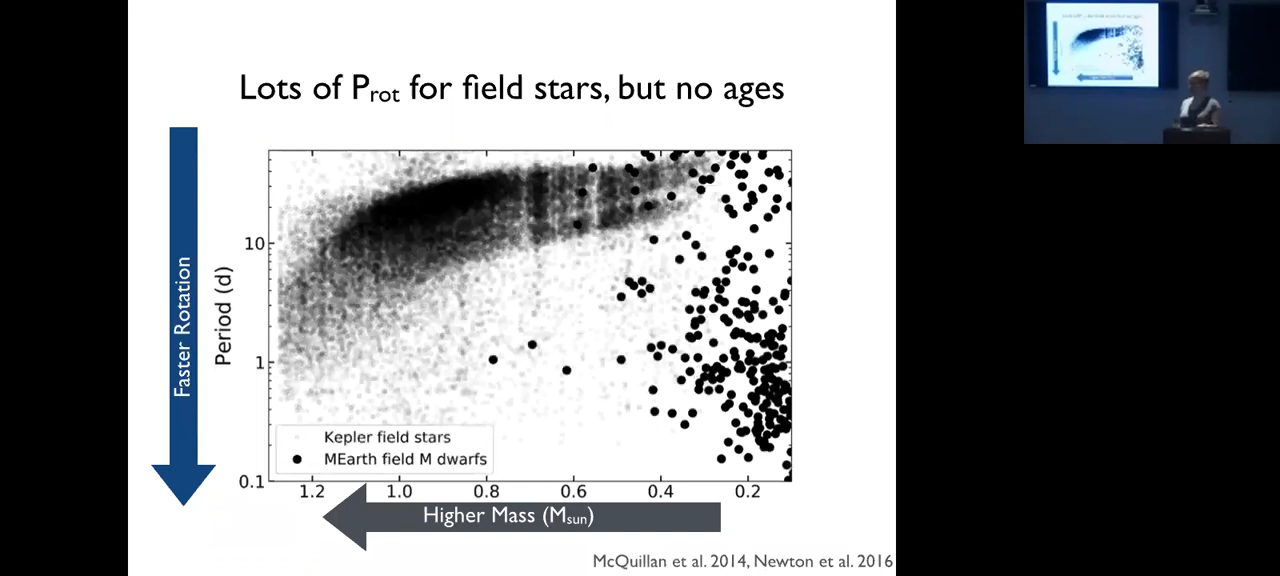 Lots of Prot for field stars, but no ages
Faster Rotation
Period (d)
10
1
0.1
Kepler field stars
MEarth field M dwarfs
1.2 1.0 0.8 0.6 0.4 0.2
Higher Mass (Msun)
McQuillan et al. 2014, Newton et al. 2016